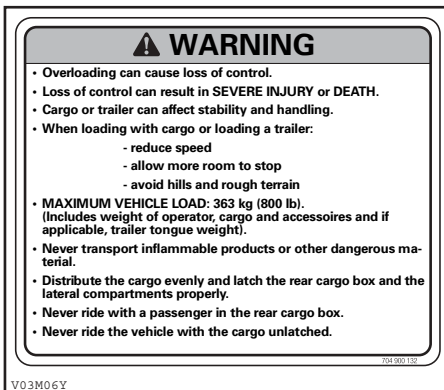 WARNING
• Overloading can cause loss of control.
• Loss of control can result in SEVERE INJURY or DEATH.
• Cargo or trailer can affect stability and handling.
• When loading with cargo or loading a trailer:
- reduce speed
- allow more room to stop
- avoid hills and rough terrain
• MAXIMUM VEHICLE LOAD: 363 kg (800 lb).
(Includes weight of operator, cargo and accessoires and if
applicable, trailer tongue weight).
• Never transport inflammable products or other dangerous ma-
terial.
• Distribute the cargo evenly and latch the rear cargo box and the
lateral compartments properly.
• Never ride with a passenger in the rear cargo box.
• Never ride the vehicle with the cargo unlatched.
704 900 132
V03M06Y